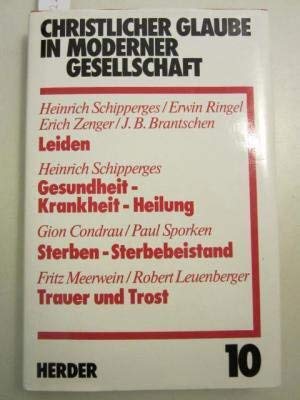 CHRISTLICHER GLAUBE
IN MODERNER
GESELLSCHAFT
Heinrich Schipperges / Erwin Ringel
Erich Zenger / J. B. Brantschen
Leiden
Heinrich Schipperges
Gesundheit -
Krankheit - Heilung
Gion Condrau / Paul Sporken
Sterben - Sterbebeistand
Fritz Meerwein / Robert Leuenberger
Trauer und Trost
HERDER
10